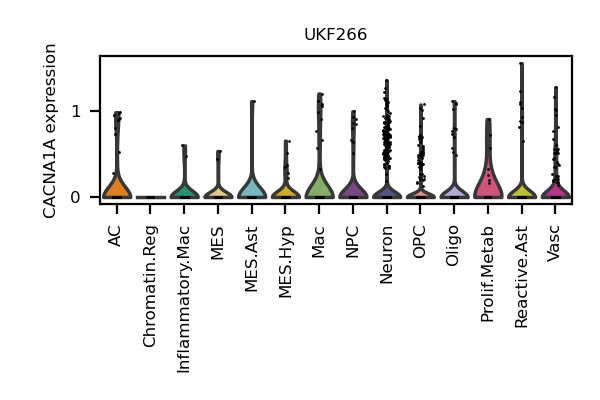 UKF266
CACNA1A expression
1
0
AC
Chromatin.Reg
Inflammatory.Mac
MES
MES.Ast
MES.Hyp
Mac
NPC
Neuron
OPC
Oligo
Prolif.Metab
Reactive.Ast
Vasc